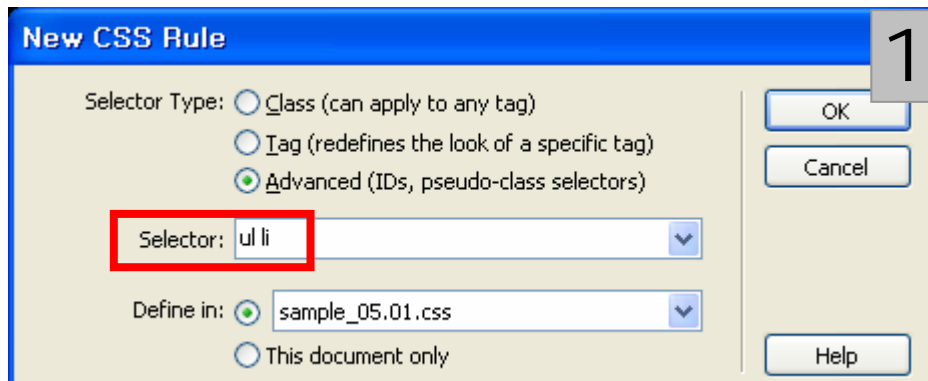 New CSS Rule
1
Selector Type: Class (can apply to any tag)
OK
Tag (redefines the look of a specific tag)
Cancel
Advanced (IDs, pseudo-class selectors)
Selector: ul li
Define in: sample_05.01.css
This document only
Help